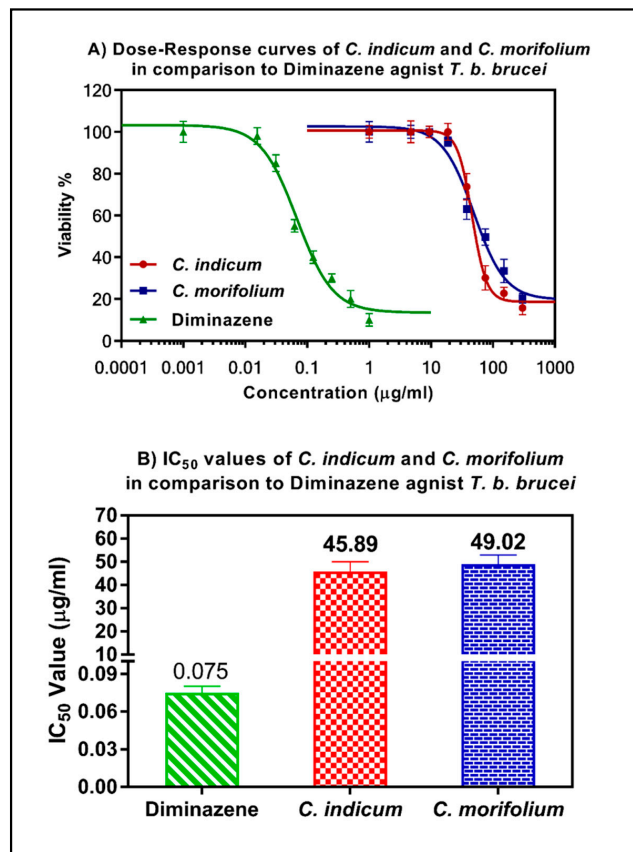 A) Dose-Response curves of C. indicum and C. morifolium
in comparison to Diminazene agnist T. b. brucei
120
100
80
60
40
20
0
Viability %
C. indicum
C. morifolium
Diminazene
0.0001 0.001 0.01 0.1 1 10 100 1000
Concentration (μg/ml)
B) IC50 values of C. indicum and C. morifolium
in comparison to Diminazene agnist T. b. brucei
70
60
50
40
30
20
10
0.09
0.06
0.03
0.00
IC50 Value (μg/ml)
0.075
45.89
49.02
Diminazene C. indicum C. morifolium